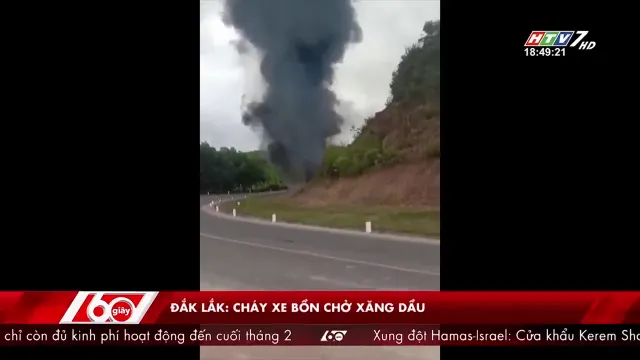 HTV7 HD
18:49:21
60 giây
ĐẮK LẮK: CHÁY XE BỒN CHỞ XĂNG DẦU
chỉ còn đủ kinh phí hoạt động đến cuối tháng 2 60 Xung đột Hamas-Israel: Cửa khẩu Kerem Sha